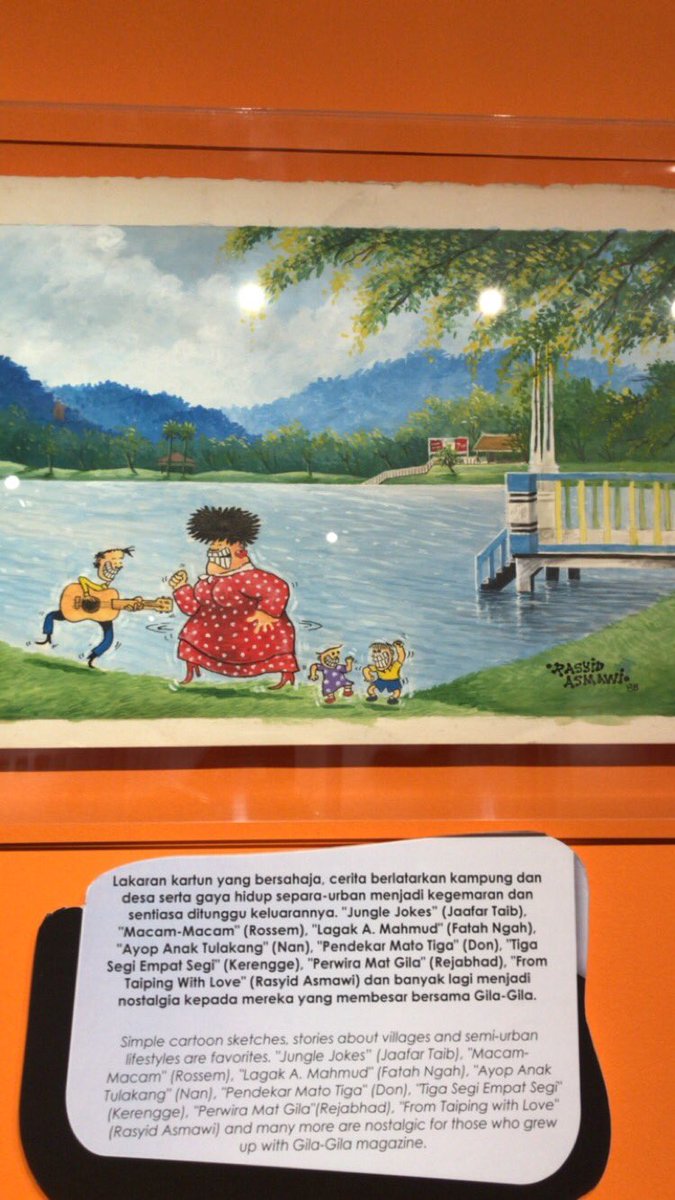 •RASYID
ASMAWI•
'98
Lakaran kartun yang bersahaja, cerita berlatarkan kampung dan
desa serta gaya hidup separa-urban menjadi kegemaran dan
sentiasa ditunggu keluarannya. "Jungle Jokes" (Jaafar Taib),
"Macam-Macam" (Rossem), "Lagak A. Mahmud" (Fatah Ngah),
"Ayop Anak Tulakang" (Nan), "Pendekar Mato Tiga" (Don), "Tiga
Segi Empat Segi" (Kerengge), "Perwira Mat Gila" (Rejabhad), "From
Taiping With Love" (Rasyid Asmawi) dan banyak lagi menjadi
nostalgia kepada mereka yang membesar bersama Gila-Gila.
Simple cartoon sketches, stories about villages and semi-urban
lifestyles are favorites. "Jungle Jokes" (Jaafar Taib), "Macam-
Macam" (Rossem), "Lagak A. Mahmud" (Fatah Ngah), "Ayop Anak
Tulakang" (Nan), "Pendekar Mato Tiga" (Don), "Tiga Segi Empat Segi"
(Kerengge), "Perwira Mat Gila"(Rejabhad), "From Taiping with Love"
(Rasyid Asmawi) and many more are nostalgic for those who grew
up with Gila-Gila magazine.